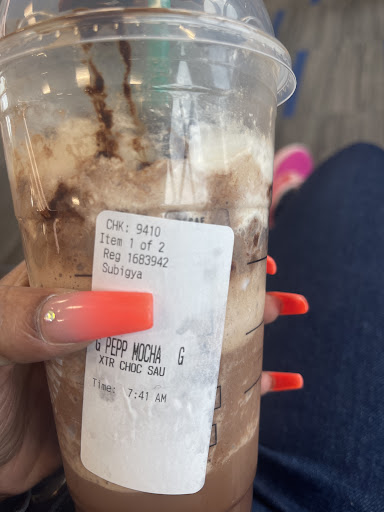 CHK: 9410
Item 1 of 2
Reg 1683942
Subigya
G PEPP MOCHA G
XTR CHOC SAU
Time: 7:41 AM